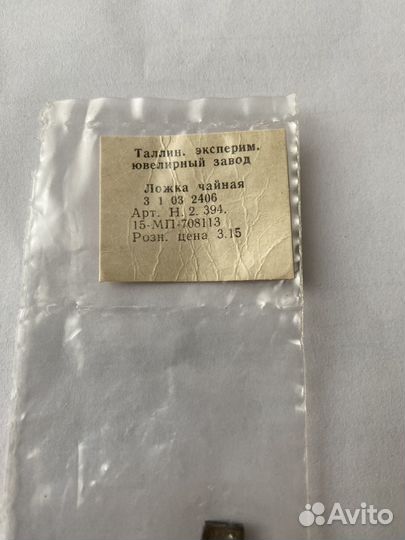 Таллин. эксперим.
ювелирный завод
Ложка чайная
3 1 03 2406
Арт. Н. 2. 394.
15-МП-708113
Розн. цена 3.15
Avito